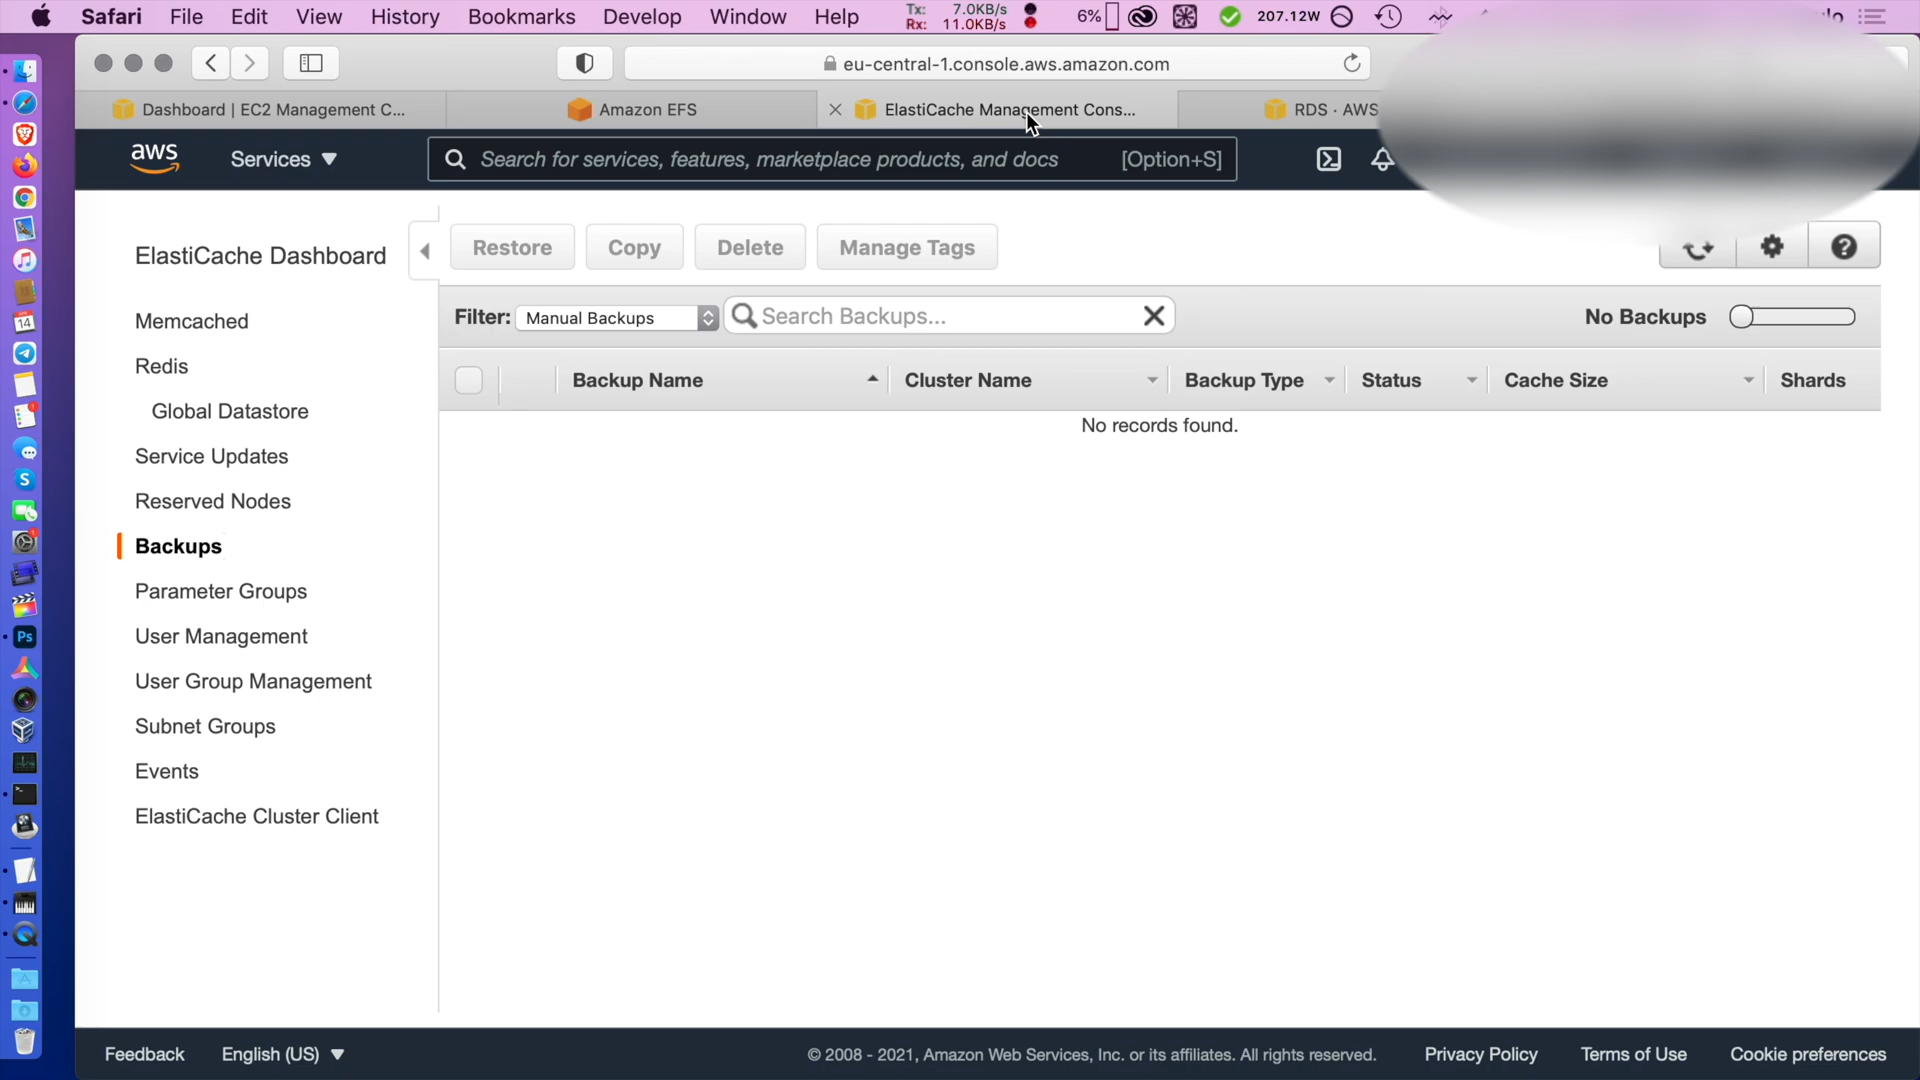 Safari File Edit View History Bookmarks Develop Window Help Tx: 7.0KB/s Rx: 11.0KB/s 6% 207.12W
eu-central-1.console.aws.amazon.com
Dashboard | EC2 Management C... Amazon EFS ElastiCache Management Cons... RDS · AWS
aws Services ▼ Search for services, features, marketplace products, and docs [Option+S]
ElastiCache Dashboard
Memcached
Redis
Global Datastore
Service Updates
Reserved Nodes
Backups
Parameter Groups
User Management
User Group Management
Subnet Groups
Events
ElastiCache Cluster Client
Restore Copy Delete Manage Tags
Filter: Manual Backups Search Backups... No Backups
Backup Name Cluster Name Backup Type Status Cache Size Shards
No records found.
Feedback English (US) ▼ © 2008 - 2021, Amazon Web Services, Inc. or its affiliates. All rights reserved. Privacy Policy Terms of Use Cookie preferences